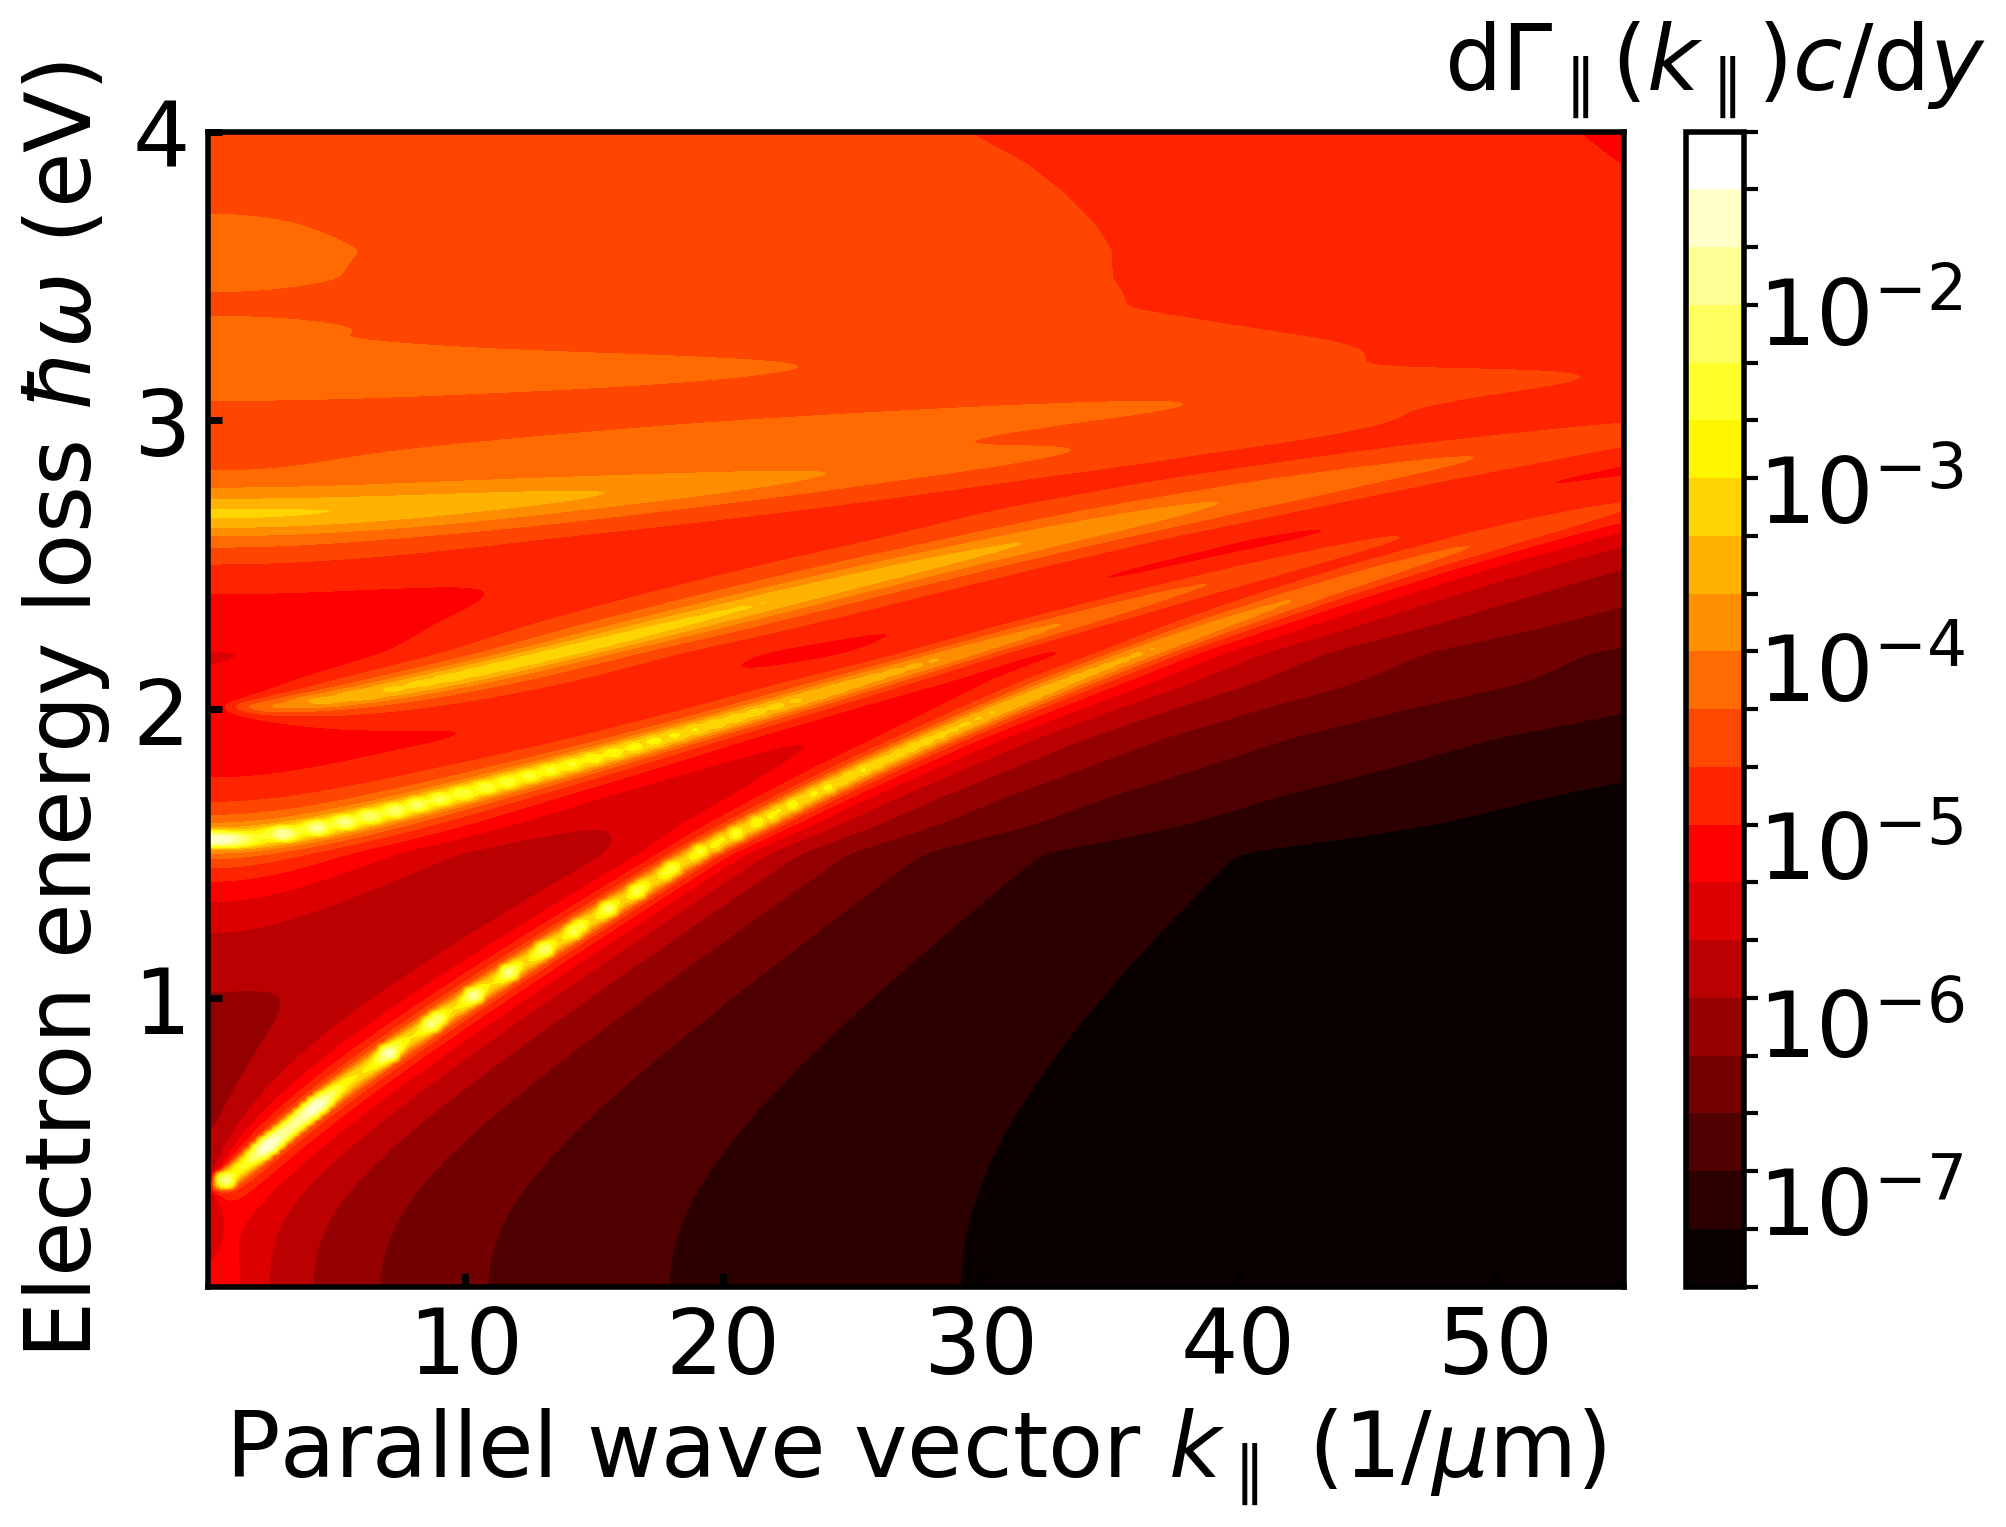 dΓ∥(k∥)c/dy
Electron energy loss ħω (eV)
4
3
2
1
10 20 30 40 50
Parallel wave vector k∥ (1/μm)
10⁻²
10⁻³
10⁻⁴
10⁻⁵
10⁻⁶
10⁻⁷